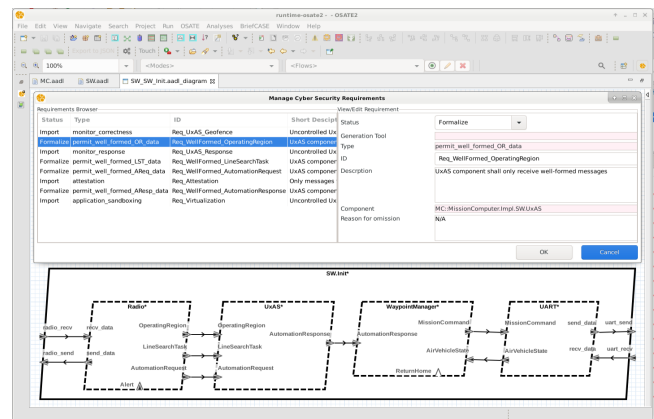 runtime-osate2 - - OSATE2
File Edit View Navigate Search Project Run OSATE Analyses BriefCASE Window Help
Touch
100% <Modes> <Flows>
MC.aadl SW.aadl SW_SW_Init.aadl_diagram
Manage Cyber Security Requirements
Requirements Browser
Status Type ID Short Descript
Import monitor_correctness Req_UxAS_Geofence Uncontrolled Ux
Formalize permit_well_formed_OR_data Req_WellFormed_OperatingRegion UxAS componer
Import monitor_response Req_UxAS_Response Uncontrolled Ux
Formalize permit_well_formed_LST_data Req_WellFormed_LineSearchTask UxAS componer
Formalize permit_well_formed_AReq_data Req_WellFormed_AutomationRequest UxAS componer
Import attestation Req_Attestation Only messages
Formalize permit_well_formed_AResp_data Req_WellFormed_AutomationResponse UxAS componer
Import application_sandboxing Req_Virtualization Uncontrolled Ux
View/Edit Requirement
Status Formalize
Generation Tool
Type permit_well_formed_OR_data
ID Req_WellFormed_OperatingRegion
Descrption UxAS component shall only receive well-formed messages
Component MC::MissionComputer.Impl.SW.UxAS
Reason for omission N/A
OK Cancel
SW.Init*
Radio* UxAS* WaypointManager* UART*
radio_recv recv_data OperatingRegion OperatingRegion MissionCommand MissionCommand send_data uart_send
AutomationResponse AutomationResponse
radio_send send_data LineSearchTask LineSearchTask AirVehicleState AirVehicleState recv_data uart_recv
AutomationRequest AutomationRequest
Alert ReturnHome